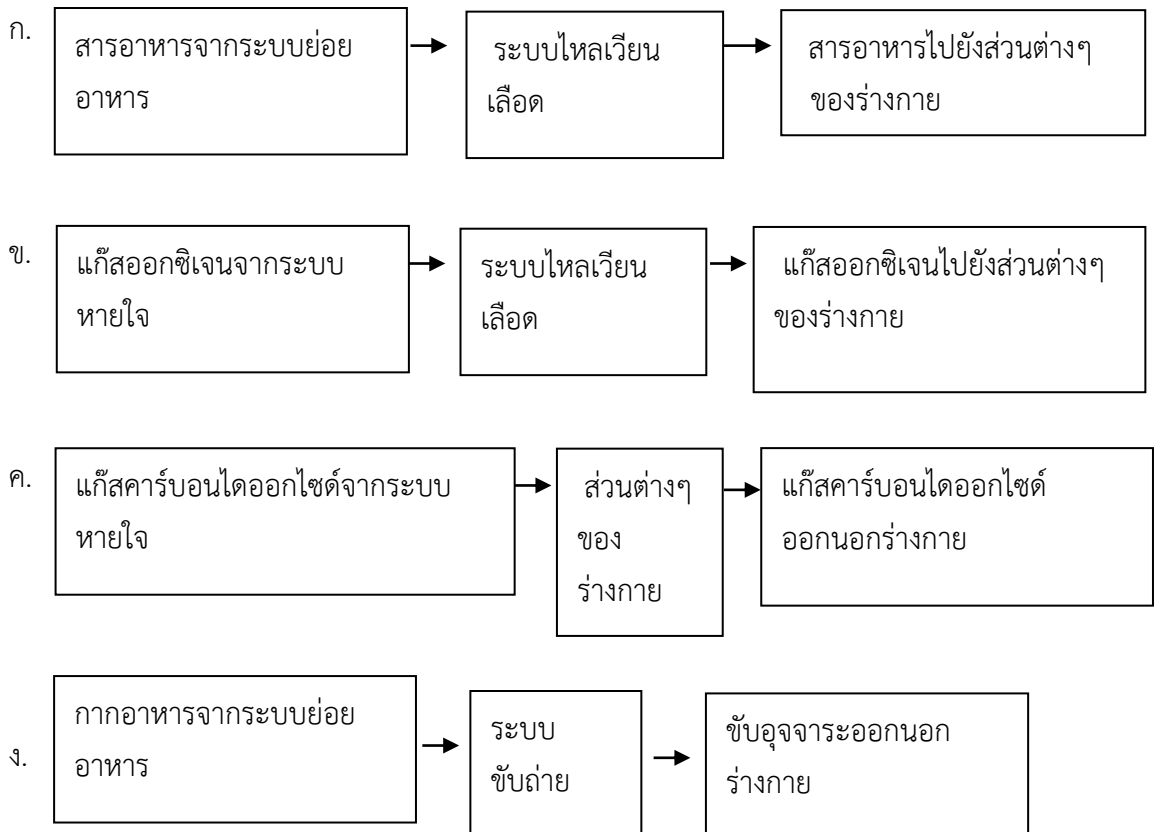 ก.
สารอาหารจากระบบย่อย
อาหาร
ระบบไหลเวียน
เลือด
สารอาหารไปยังส่วนต่างๆ
ของร่างกาย
ข.
แก๊สออกซิเจนจากระบบ
หายใจ
ระบบไหลเวียน
เลือด
แก๊สออกซิเจนไปยังส่วนต่างๆ
ของร่างกาย
ค.
แก๊สคาร์บอนไดออกไซด์จากระบบ
หายใจ
ส่วนต่างๆ
ของ
ร่างกาย
แก๊สคาร์บอนไดออกไซด์
ออกนอกร่างกาย
ง.
กากอาหารจากระบบย่อย
อาหาร
ระบบ
ขับถ่าย
ขับอุจจาระออกนอก
ร่างกาย